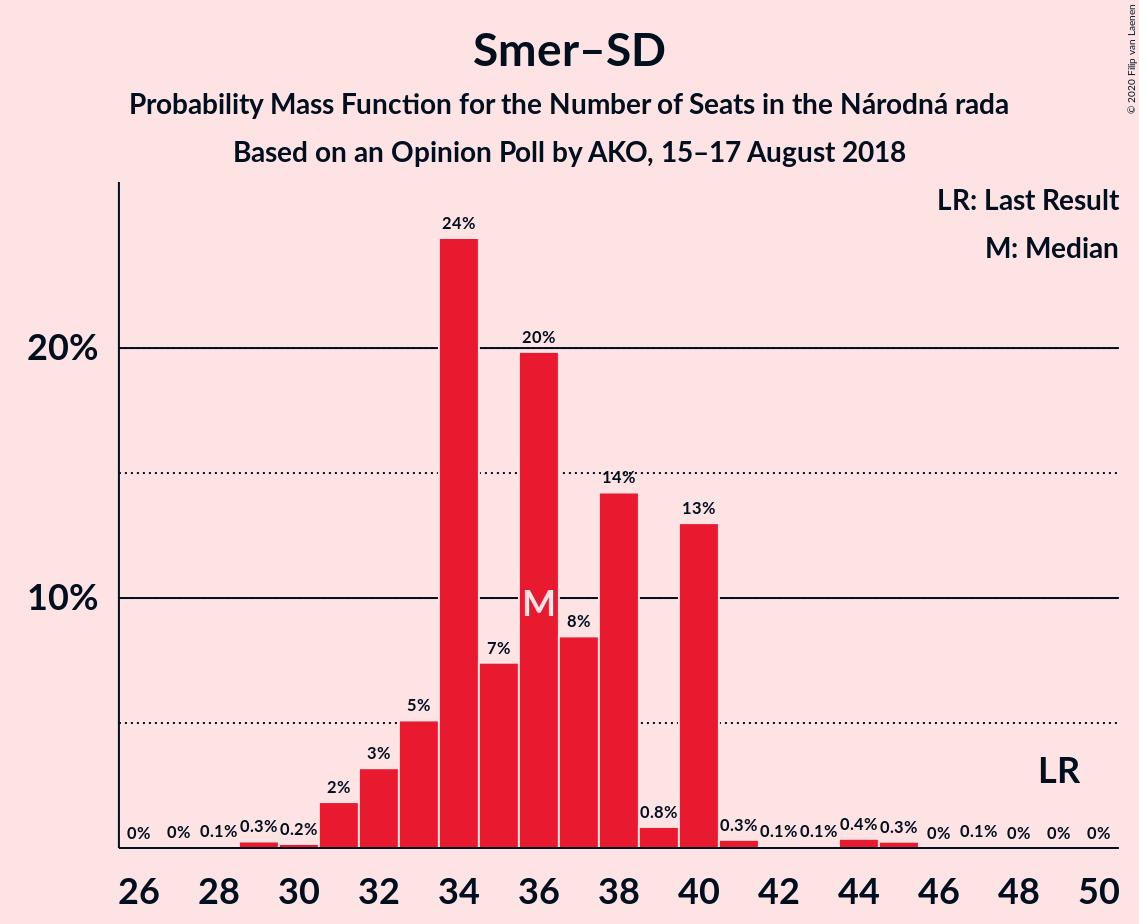 Smer–SD
Probability Mass Function for the Number of Seats in the Národná rada
Based on an Opinion Poll by AKO, 15–17 August 2018
© 2020 Filip van Laenen
LR: Last Result
M: Median
24%
20%
20%
14%
13%
10%
M
8%
7%
5%
3%
LR
2%
0% 0% 0.1% 0.3% 0.2% 0.8% 0.3% 0.1% 0.1% 0.4% 0.3% 0% 0.1% 0% 0% 0%
26 28 30 32 34 36 38 40 42 44 46 48 50